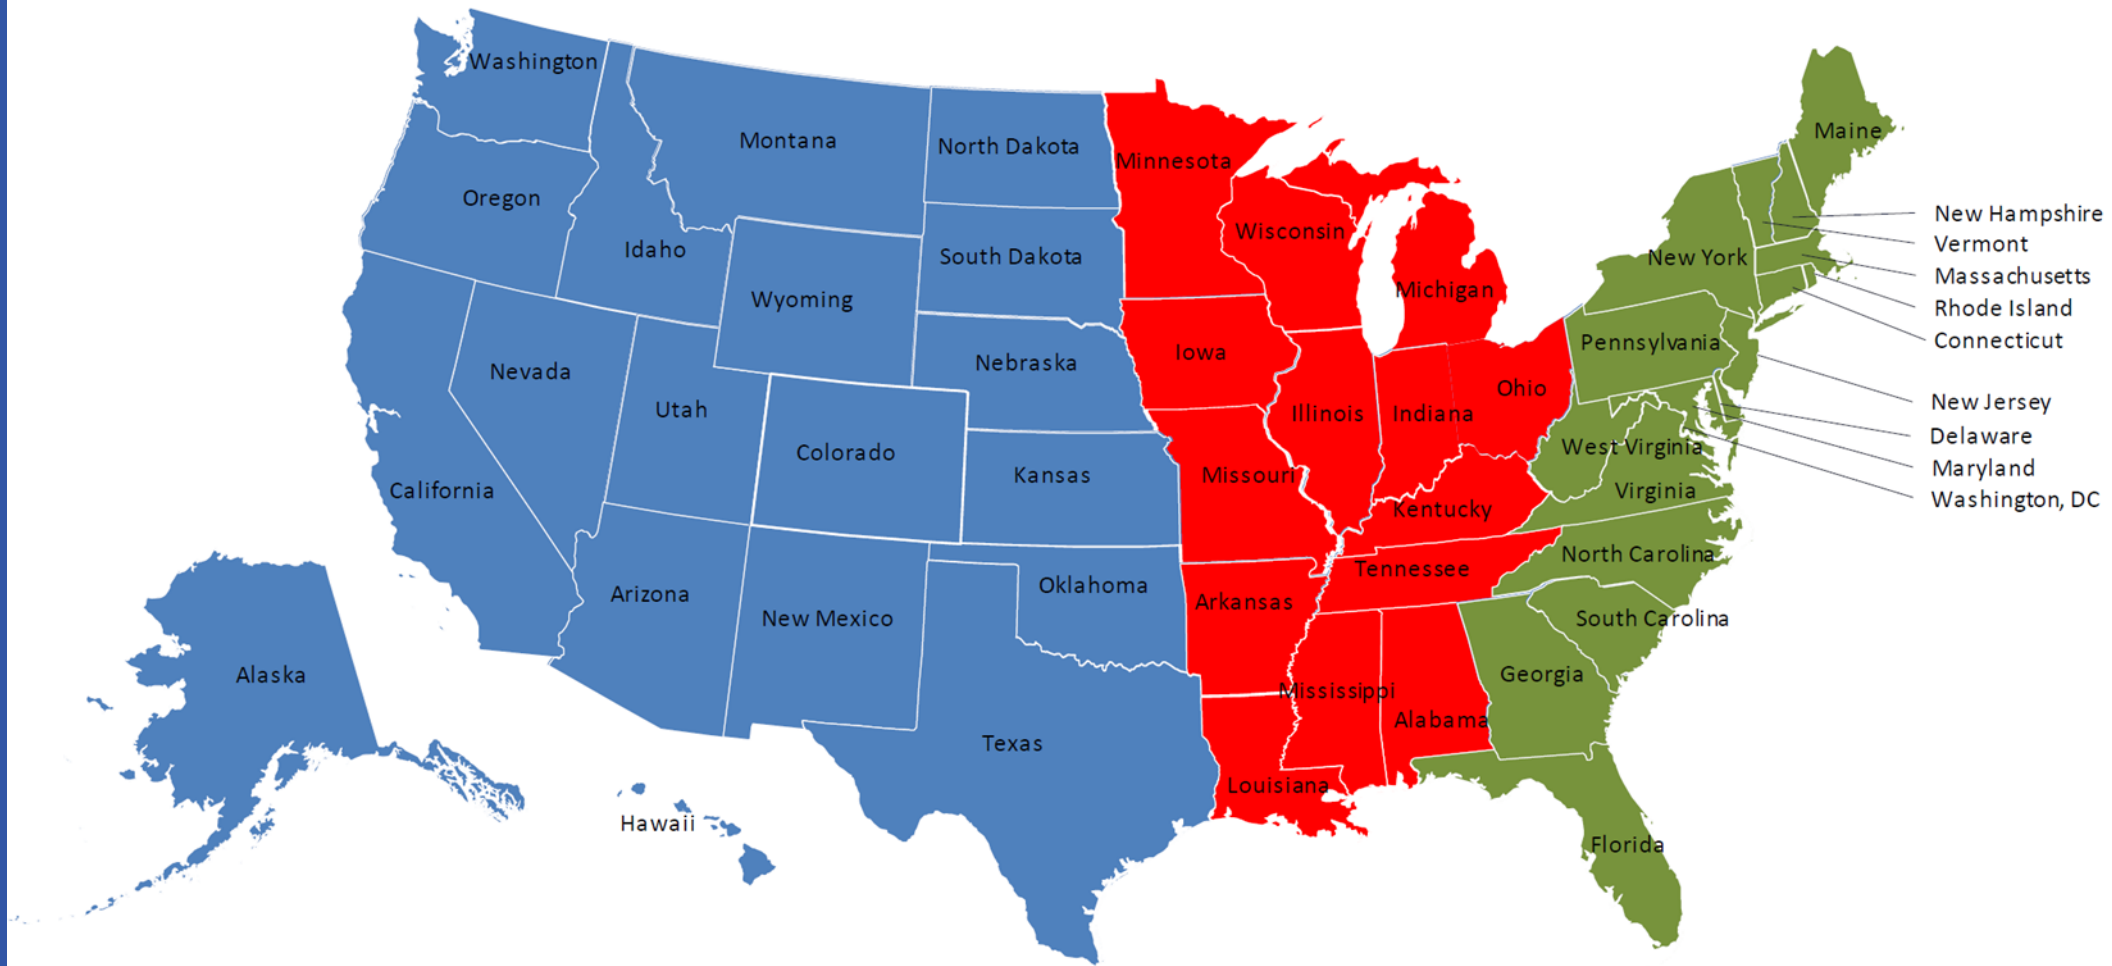 Washington
Montana
North Dakota
Minnesota
Maine
Oregon
Idaho
Wisconsin
New Hampshire
Vermont
South Dakota
New York
Massachusetts
Wyoming
Michigan
Rhode Island
Connecticut
Nevada
Nebraska
Iowa
Pennsylvania
Utah
Colorado
Illinois
Indiana
Ohio
New Jersey
Delaware
California
Kansas
Missouri
West Virginia
Maryland
Virginia
Washington, DC
Kentucky
Arizona
New Mexico
Oklahoma
Arkansas
Tennessee
North Carolina
South Carolina
Alaska
Texas
Mississippi
Alabama
Georgia
Hawaii
Louisiana
Florida